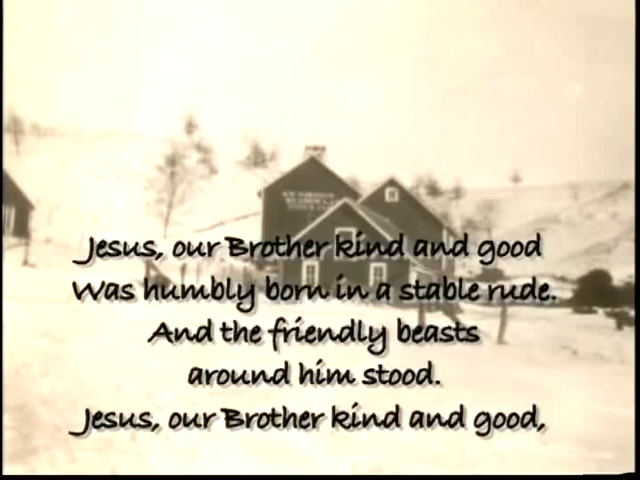 Jesus, our Brother kind and good
Was humbly born in a stable rude.
And the friendly beasts
around him stood.
Jesus, our Brother kind and good,